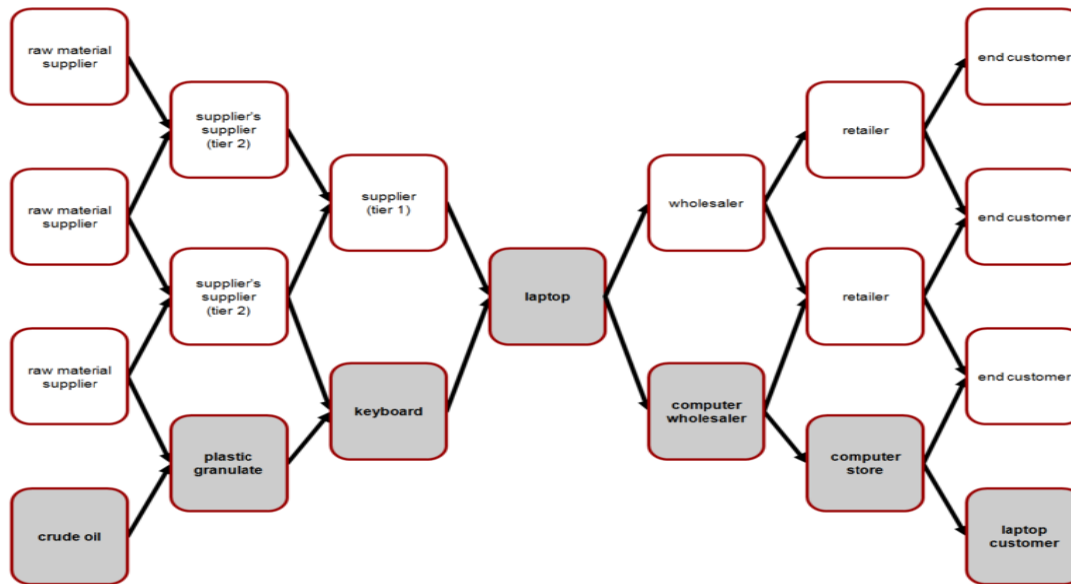 raw material
supplier
raw material
supplier
raw material
supplier
crude oil
supplier's
supplier
(tier 2)
supplier's
supplier
(tier 2)
plastic
granulate
supplier
(tier 1)
keyboard
laptop
wholesaler
computer
wholesaler
retailer
retailer
computer
store
end customer
end customer
end customer
laptop
customer